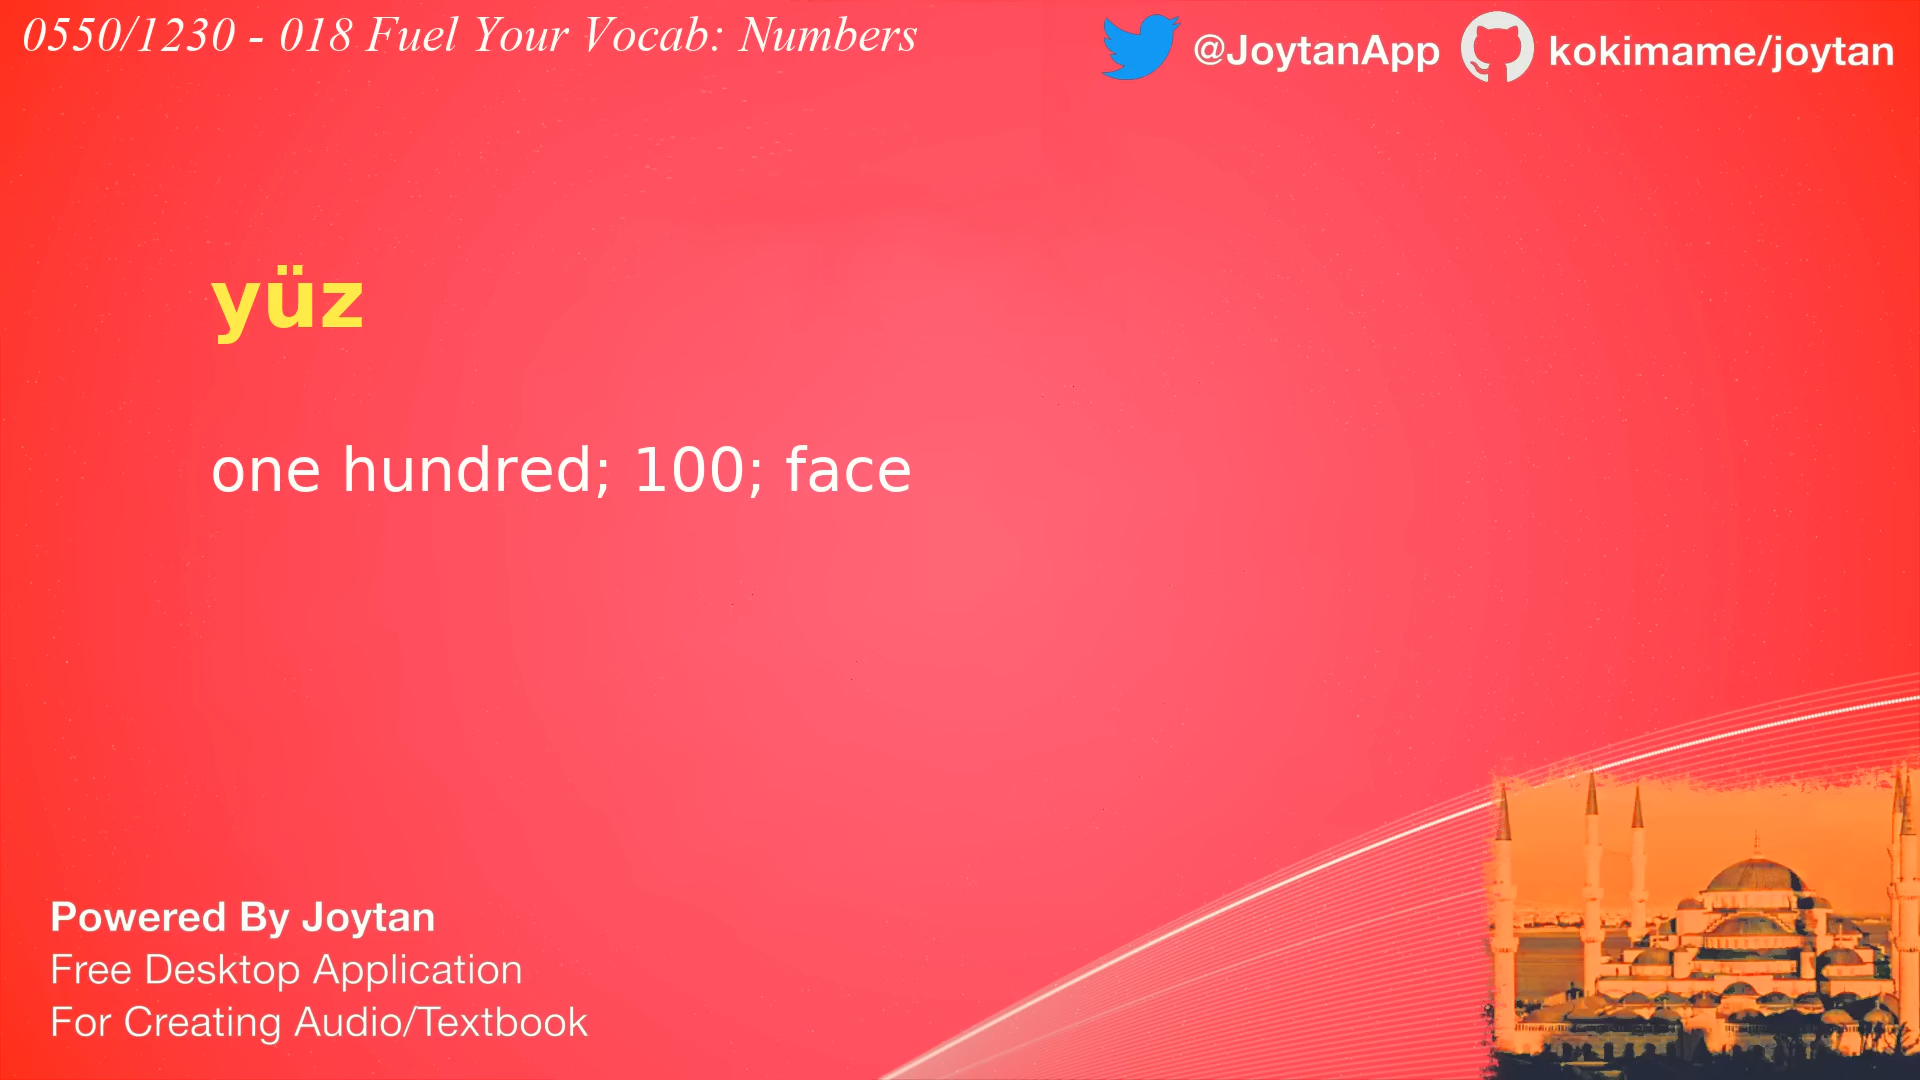 0550/1230 - 018 Fuel Your Vocab: Numbers
@JoytanApp kokimame/joytan
yüz
one hundred; 100; face
Powered By Joytan
Free Desktop Application
For Creating Audio/Textbook